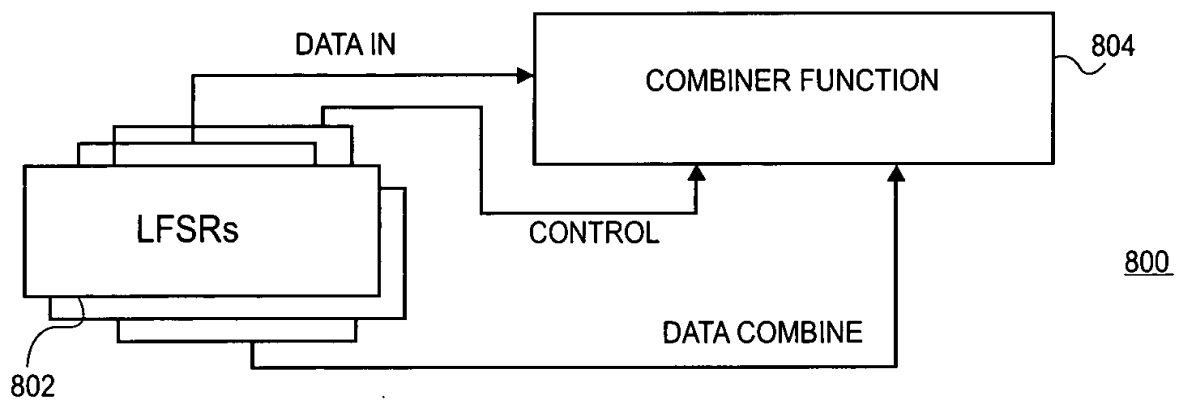 DATA IN
804
COMBINER FUNCTION
LFSRs
CONTROL
800
DATA COMBINE
802